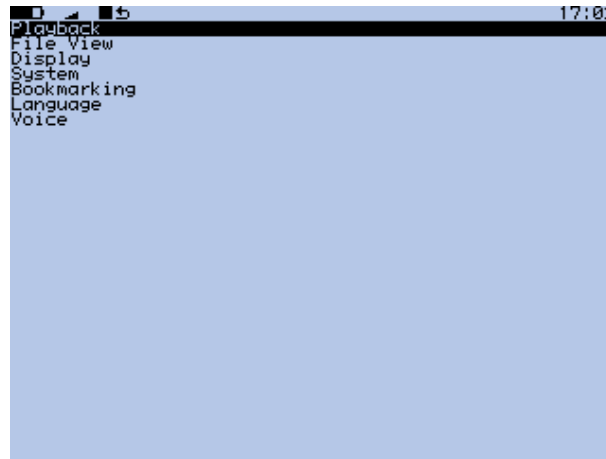 17:0
Playback
File View
Display
System
Bookmarking
Language
Voice